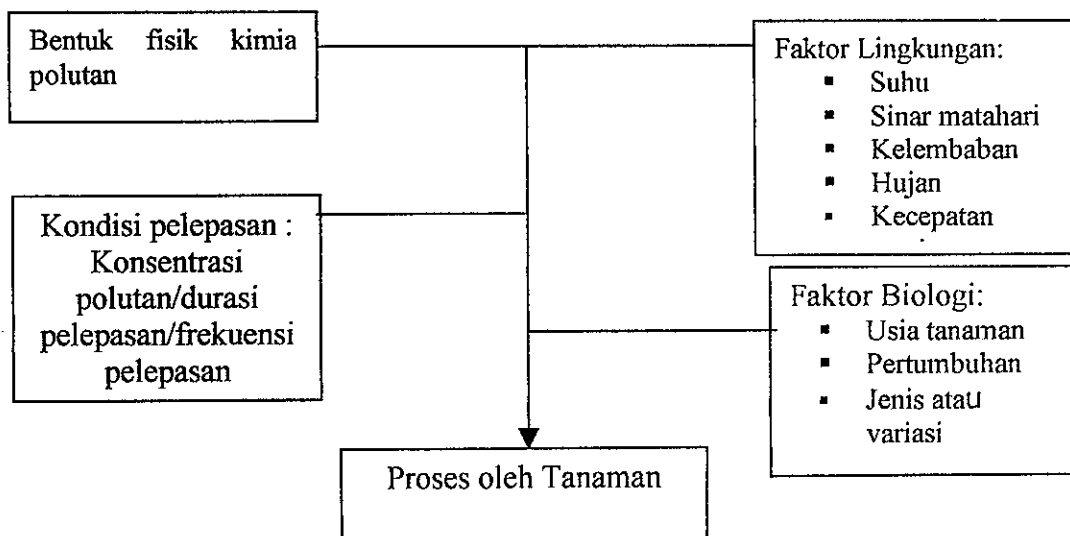 Bentuk fisik kimia
polutan
Kondisi pelepasan :
Konsentrasi
polutan/durasi
pelepasan/frekuensi
pelepasan
Faktor Lingkungan:
▪ Suhu
▪ Sinar matahari
▪ Kelembaban
▪ Hujan
▪ Kecepatan
Faktor Biologi:
▪ Usia tanaman
▪ Pertumbuhan
▪ Jenis atau
variasi
Proses oleh Tanaman